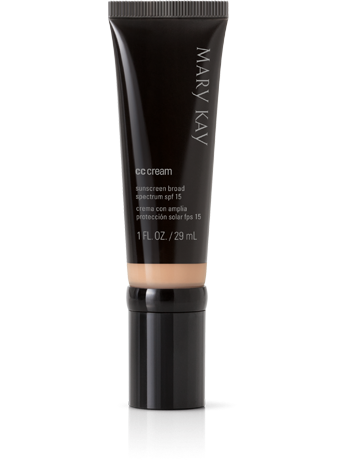 MARY KAY
cc cream
sunscreen broad
spectrum spf 15
crema con amplia
protección solar fps 15
1 FL. OZ. / 29 mL